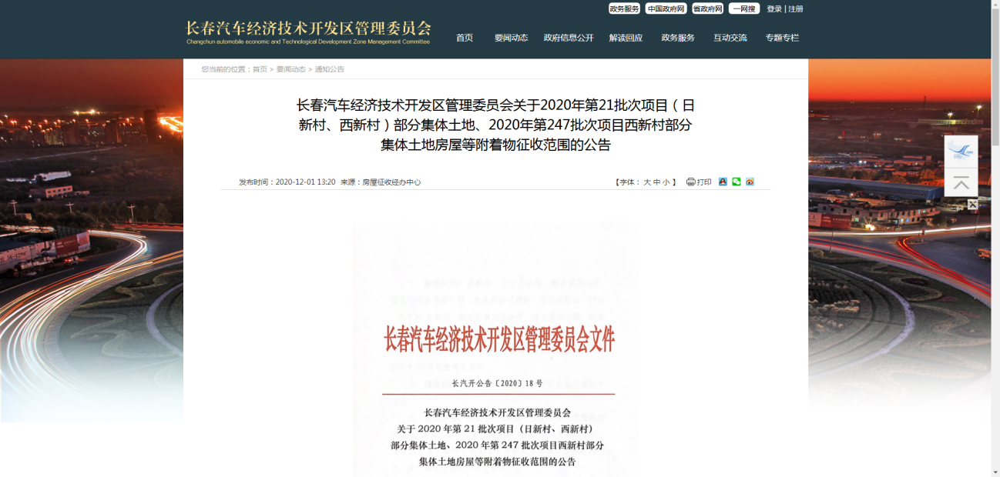 政务服务 中国政府网 省政府网 一网搜 登录 | 注册
长春汽车经济技术开发区管理委员会
Changchun automobile economic and Technological Development Zone Management Committee
首页 要闻动态 政府信息公开 解读回应 政务服务 互动交流 专题专栏
您当前的位置：首页 > 要闻动态 > 通知公告
长春汽车经济技术开发区管理委员会关于2020年第21批次项目（日
新村、西新村）部分集体土地、2020年第247批次项目西新村部分
集体土地房屋等附着物征收范围的公告
发布时间：2020-12-01 13:20 来源：房屋征收经办中心 【字体： 大 中 小 】 打印
长春汽车经济技术开发区管理委员会文件
长汽开公告〔2020〕18 号
长春汽车经济技术开发区管理委员会
关于 2020 年第 21 批次项目（日新村、西新村）
部分集体土地、2020 年第 247 批次项目西新村部分
集体土地房屋等附着物征收范围的公告